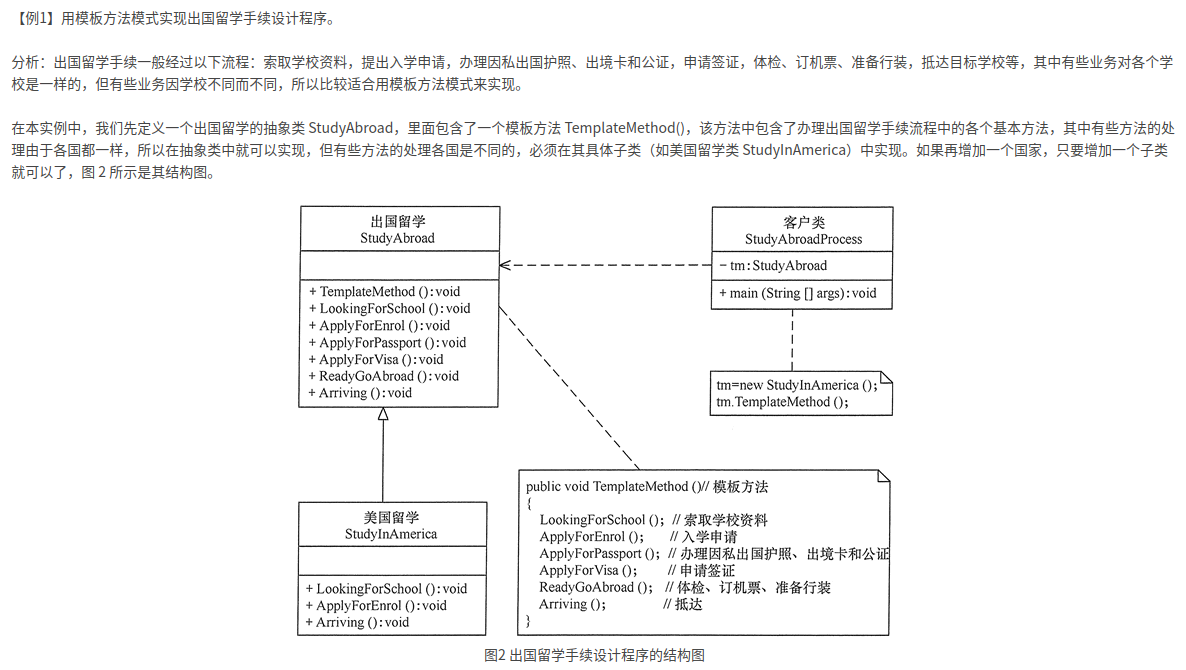 【例1】用模板方法模式实现出国留学手续设计程序。
分析：出国留学手续一般经过以下流程：索取学校资料，提出入学申请，办理因私出国护照、出境卡和公证，申请签证，体检、订机票、准备行装，抵达目标学校等，其中有些业务对各个学
校是一样的，但有些业务因学校不同而不同，所以比较适合用模板方法模式来实现。
在本实例中，我们先定义一个出国留学的抽象类 StudyAbroad，里面包含了一个模板方法 TemplateMethod()，该方法中包含了办理出国留学手续流程中的各个基本方法，其中有些方法的处
理由于各国都一样，所以在抽象类中就可以实现，但有些方法的处理各国是不同的，必须在其具体子类（如美国留学类 StudyInAmerica）中实现。如果再增加一个国家，只要增加一个子类
就可以了，图 2 所示是其结构图。
出国留学
StudyAbroad
+ TemplateMethod ():void
+ LookingForSchool ():void
+ ApplyForEnrol ():void
+ ApplyForPassport ():void
+ ApplyForVisa ():void
+ ReadyGoAbroad ():void
+ Arriving ():void
客户类
StudyAbroadProcess
- tm:StudyAbroad
+ main (String [] args):void
tm=new StudyInAmerica ();
tm.TemplateMethod ();
美国留学
StudyInAmerica
+ LookingForSchool ():void
+ ApplyForEnrol ():void
+ Arriving ():void
public void TemplateMethod ()// 模板方法
{
LookingForSchool (); // 索取学校资料
ApplyForEnrol (); // 入学申请
ApplyForPassport (); // 办理因私出国护照、出境卡和公证
ApplyForVisa (); // 申请签证
ReadyGoAbroad (); // 体检、订机票、准备行装
Arriving (); // 抵达
}
图2 出国留学手续设计程序的结构图